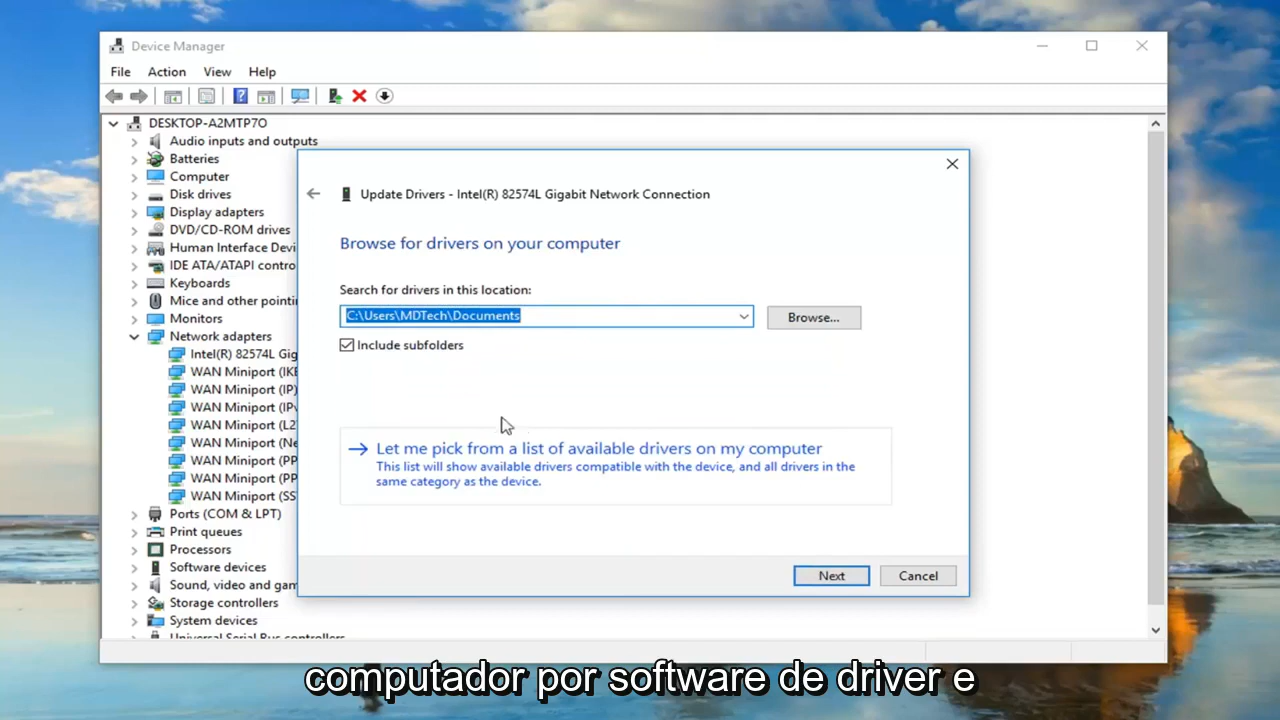 Device Manager
File Action View Help
DESKTOP-A2MTP7O
Audio inputs and outputs
Batteries
Computer
Disk drives
Display adapters
DVD/CD-ROM drives
Human Interface Devi
IDE ATA/ATAPI contro
Keyboards
Mice and other pointin
Monitors
Network adapters
Intel(R) 82574L Gig
WAN Miniport (IKE
WAN Miniport (IP)
WAN Miniport (IPv
WAN Miniport (L2
WAN Miniport (Ne
WAN Miniport (PP
WAN Miniport (PP
WAN Miniport (SS
Ports (COM & LPT)
Print queues
Processors
Software devices
Sound, video and gam
Storage controllers
System devices
Universal Serial Bus controllers
Update Drivers - Intel(R) 82574L Gigabit Network Connection
Browse for drivers on your computer
Search for drivers in this location:
C:\Users\MDTech\Documents
Browse...
Include subfolders
Let me pick from a list of available drivers on my computer
This list will show available drivers compatible with the device, and all drivers in the
same category as the device.
Next Cancel
computador por software de driver e